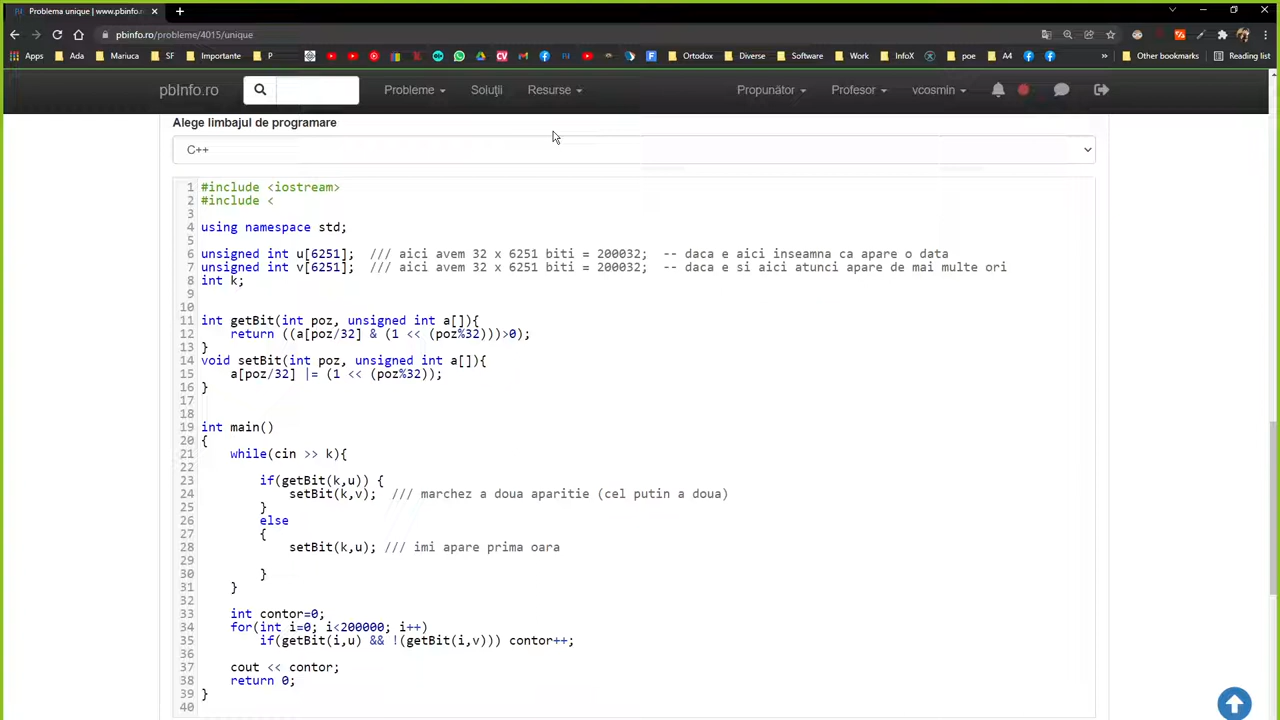 Problema unique | www.pbinfo.ro
pbinfo.ro/probleme/4015/unique
Apps Ada Mariuca SF Importante P Ortodox Diverse Software Work InfoX poe A4 Other bookmarks Reading list
pbInfo.ro Probleme Soluții Resurse Propunător Profesor vcosmin
Alege limbajul de programare
C++
1 #include <iostream>
2 #include <
3
4 using namespace std;
5
6 unsigned int u[6251];  /// aici avem 32 x 6251 biti = 200032;  -- daca e aici inseamna ca apare o data
7 unsigned int v[6251];  /// aici avem 32 x 6251 biti = 200032;  -- daca e si aici atunci apare de mai multe ori
8 int k;
9
10
11 int getBit(int poz, unsigned int a[]){
12     return ((a[poz/32] & (1 << (poz%32)))>0);
13 }
14 void setBit(int poz, unsigned int a[]){
15     a[poz/32] |= (1 << (poz%32));
16 }
17
18
19 int main()
20 {
21     while(cin >> k){
22
23         if(getBit(k,u)) {
24             setBit(k,v);  /// marchez a doua aparitie (cel putin a doua)
25         }
26         else
27         {
28             setBit(k,u); /// imi apare prima oara
29
30         }
31     }
32
33     int contor=0;
34     for(int i=0; i<200000; i++)
35         if(getBit(i,u) && !(getBit(i,v))) contor++;
36
37     cout << contor;
38     return 0;
39 }
40